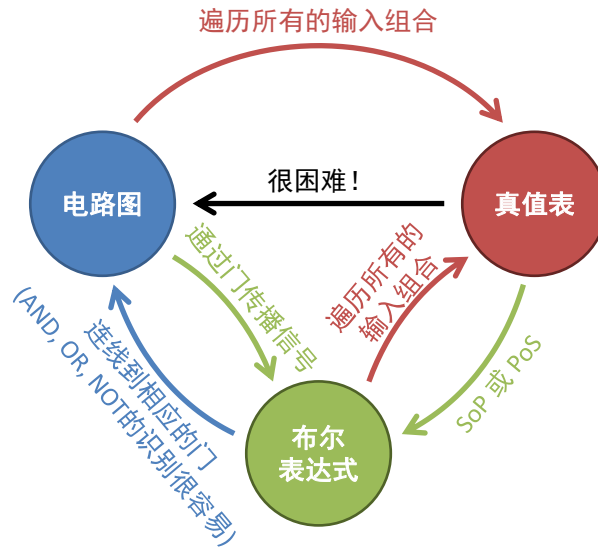 遍历所有的输入组合
电路图
很困难！
真值表
通过门传播信号
遍历所有的
输入组合
连线到相应的门
(AND, OR, NOT的识别很容易)
SoP 或 PoS
布尔
表达式